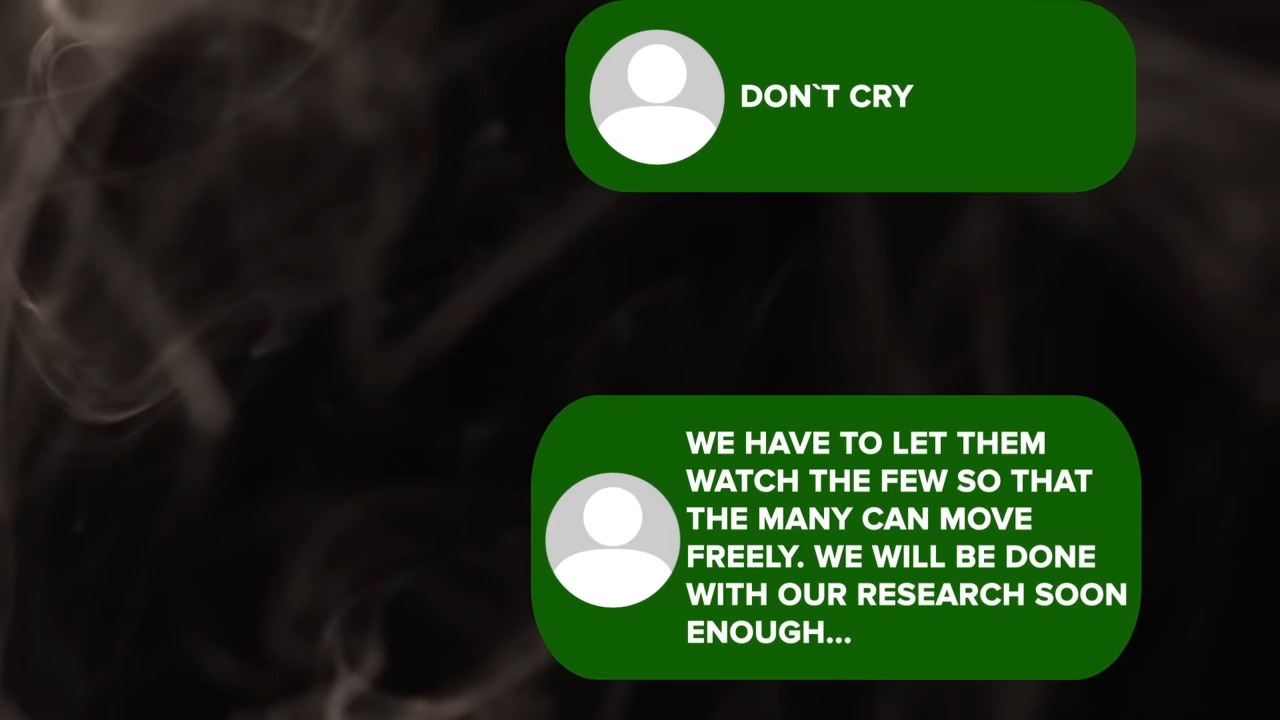 DON`T CRY
WE HAVE TO LET THEM
WATCH THE FEW SO THAT
THE MANY CAN MOVE
FREELY. WE WILL BE DONE
WITH OUR RESEARCH SOON
ENOUGH...